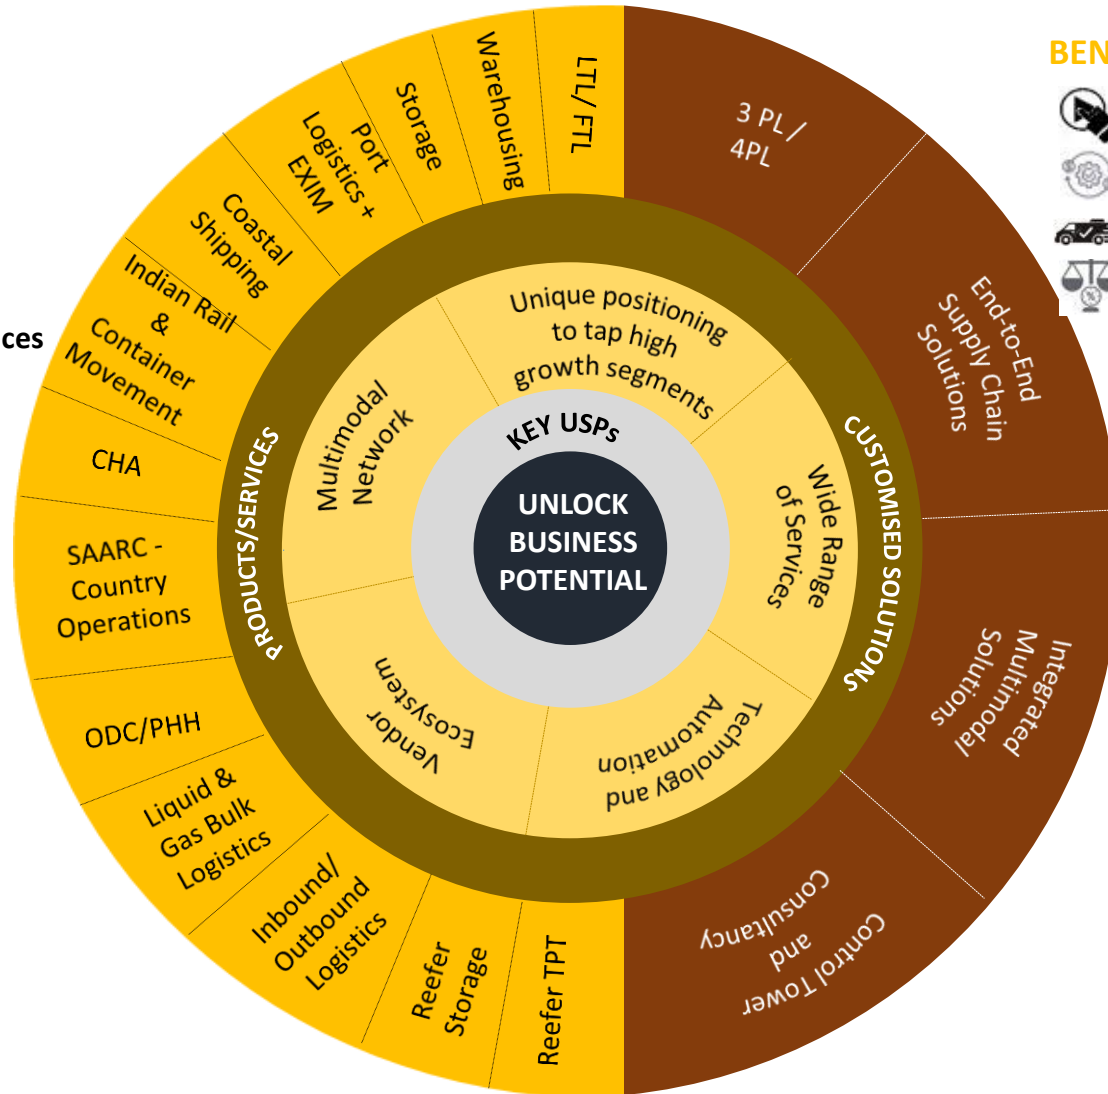 UNLOCK
BUSINESS
POTENTIAL
KEY USPs
Unique positioning
to tap high
growth segments
Wide Range
of Services
Technology and
Automation
Vendor
Ecosystem
Multimodal
Network
PRODUCTS/SERVICES
CUSTOMISED SOLUTIONS
3 PL /
4PL
End-to-End
Supply Chain
Solutions
Integrated
Multimodal
Solutions
Control Tower
and
Consultancy
LTL/ FTL
Warehousing
Storage
Port
Logistics +
EXIM
Coastal
Shipping
Indian Rail
&
Container
Movement
CHA
SAARC -
Country
Operations
ODC/PHH
Liquid &
Gas Bulk
Logistics
Inbound/
Outbound
Logistics
Reefer
Storage
Reefer TPT
ces
BEN